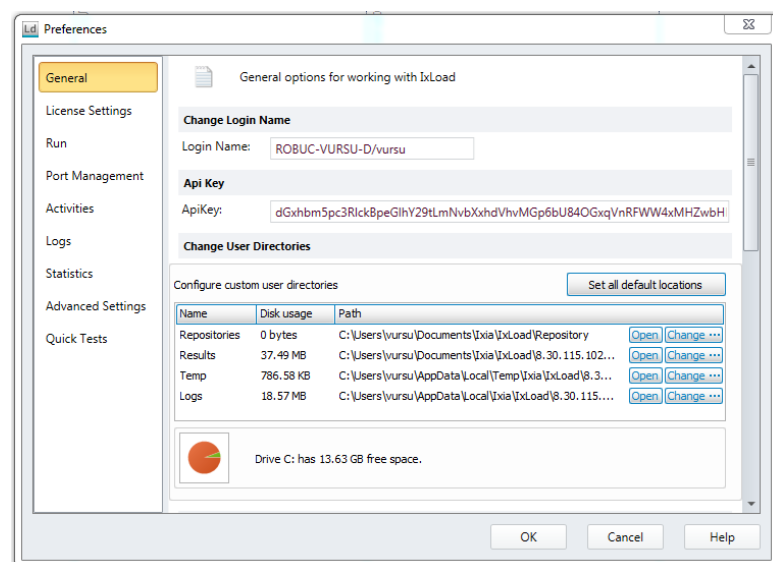 Ld Preferences
General
License Settings
Run
Port Management
Activities
Logs
Statistics
Advanced Settings
Quick Tests
General options for working with IxLoad
Change Login Name
Login Name: ROBUC-VURSU-D/vursu
Api Key
ApiKey: dGxhbm5pc3RlckBpeGlhY29tLmNvbXxhdVhvMGp6bU84OGxqVnRFWW4xMHZwbH
Change User Directories
Configure custom user directories Set all default locations
Name Disk usage Path
Repositories 0 bytes C:\Users\vursu\Documents\Ixia\IxLoad\Repository Open Change ...
Results 37.49 MB C:\Users\vursu\Documents\Ixia\IxLoad\8.30.115.102... Open Change ...
Temp 786.58 KB C:\Users\vursu\AppData\Local\Temp\Ixia\IxLoad\8.3... Open Change ...
Logs 18.57 MB C:\Users\vursu\AppData\Local\Ixia\IxLoad\8.30.115.... Open Change ...
Drive C: has 13.63 GB free space.
OK Cancel Help